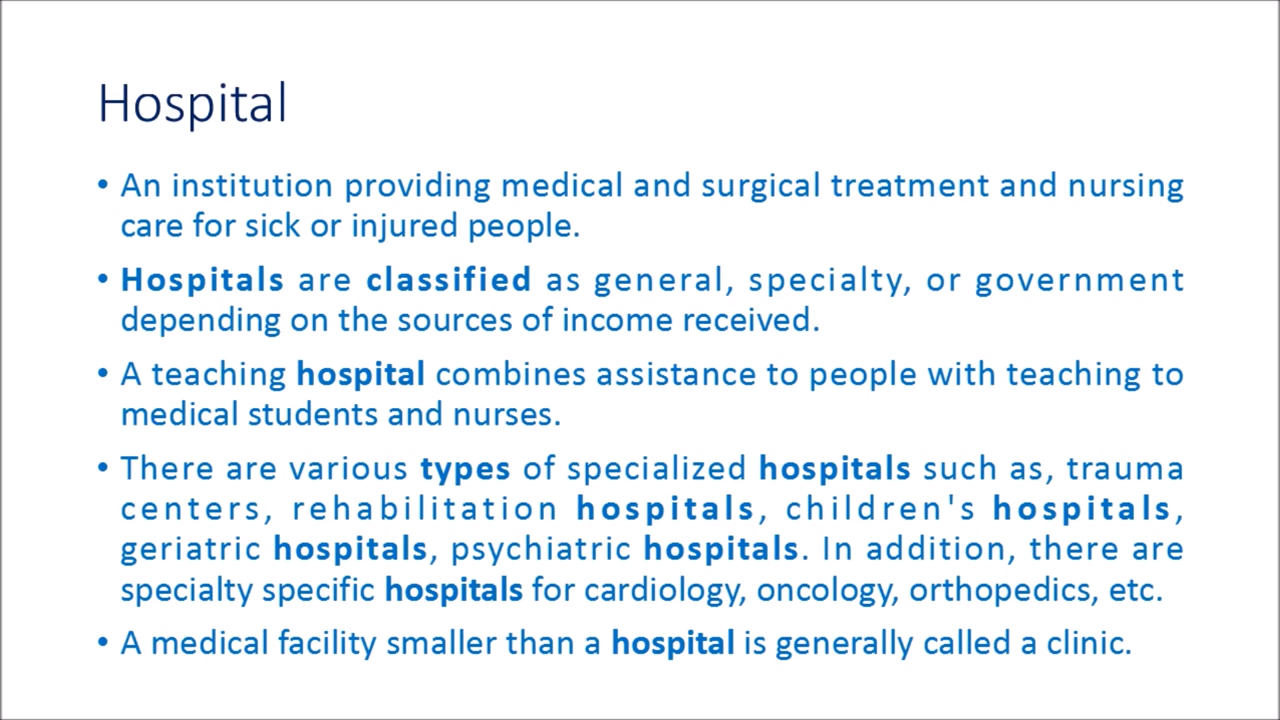 Hospital
• An institution providing medical and surgical treatment and nursing
care for sick or injured people.
• Hospitals are classified as general, specialty, or government
depending on the sources of income received.
• A teaching hospital combines assistance to people with teaching to
medical students and nurses.
• There are various types of specialized hospitals such as, trauma
centers, rehabilitation hospitals, children's hospitals,
geriatric hospitals, psychiatric hospitals. In addition, there are
specialty specific hospitals for cardiology, oncology, orthopedics, etc.
• A medical facility smaller than a hospital is generally called a clinic.